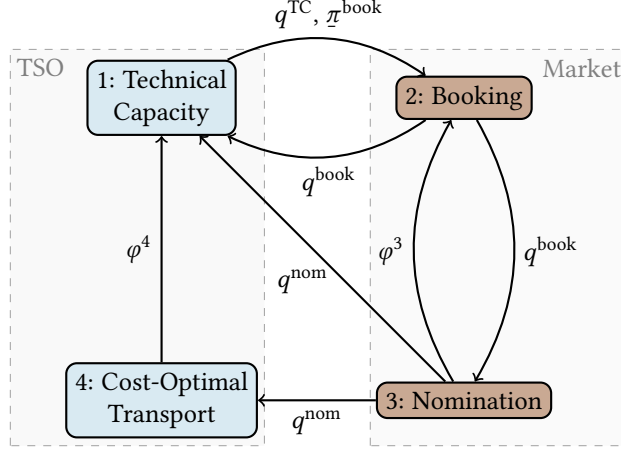 q^TC, π̲^book
TSO
Market
1: Technical
Capacity
2: Booking
q^book
φ^4
φ^3
q^book
q^nom
4: Cost-Optimal
Transport
3: Nomination
q^nom